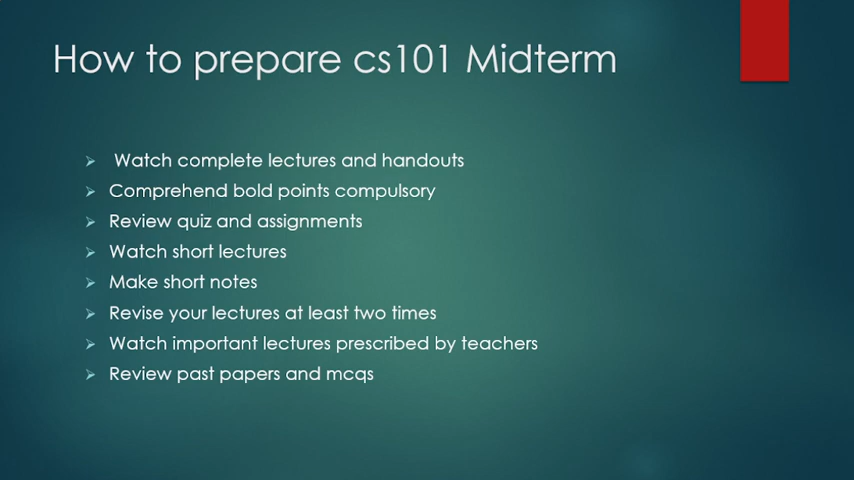 How to prepare cs101 Midterm
Watch complete lectures and handouts
Comprehend bold points compulsory
Review quiz and assignments
Watch short lectures
Make short notes
Revise your lectures at least two times
Watch important lectures prescribed by teachers
Review past papers and mcqs